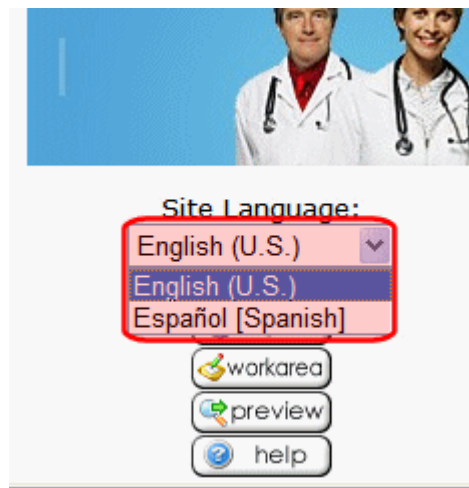 Site Language:
English (U.S.)
English (U.S.)
Español [Spanish]
workarea
preview
help